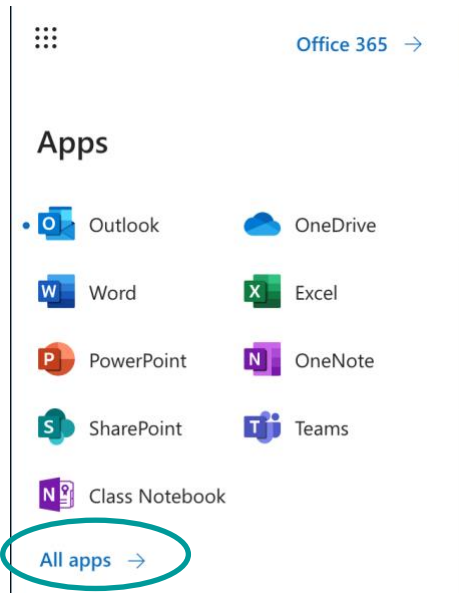 Office 365 →
Apps
Outlook OneDrive
Word Excel
PowerPoint OneNote
SharePoint Teams
Class Notebook
All apps →